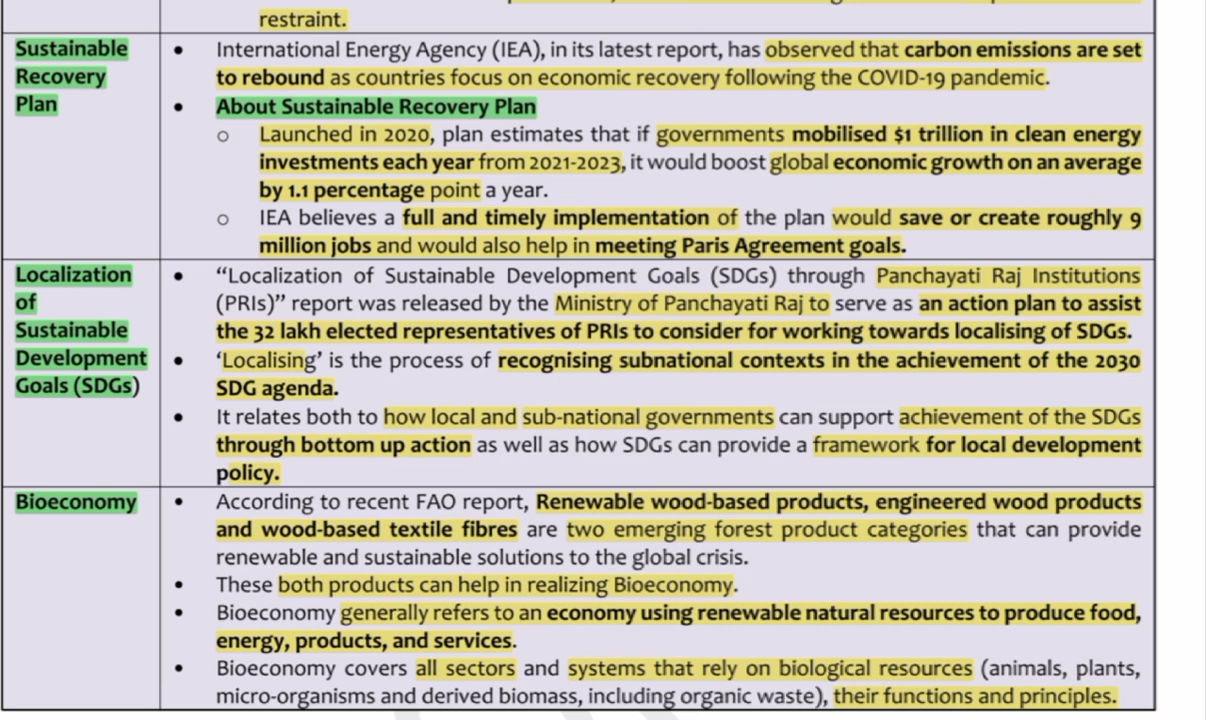 restraint.
Sustainable
Recovery
Plan
• International Energy Agency (IEA), in its latest report, has observed that carbon emissions are set
to rebound as countries focus on economic recovery following the COVID-19 pandemic.
• About Sustainable Recovery Plan
o Launched in 2020, plan estimates that if governments mobilised $1 trillion in clean energy
investments each year from 2021-2023, it would boost global economic growth on an average
by 1.1 percentage point a year.
o IEA believes a full and timely implementation of the plan would save or create roughly 9
million jobs and would also help in meeting Paris Agreement goals.
Localization
of
Sustainable
Development
Goals (SDGs)
• “Localization of Sustainable Development Goals (SDGs) through Panchayati Raj Institutions
(PRIs)” report was released by the Ministry of Panchayati Raj to serve as an action plan to assist
the 32 lakh elected representatives of PRIs to consider for working towards localising of SDGs.
• ‘Localising’ is the process of recognising subnational contexts in the achievement of the 2030
SDG agenda.
• It relates both to how local and sub-national governments can support achievement of the SDGs
through bottom up action as well as how SDGs can provide a framework for local development
policy.
Bioeconomy
• According to recent FAO report, Renewable wood-based products, engineered wood products
and wood-based textile fibres are two emerging forest product categories that can provide
renewable and sustainable solutions to the global crisis.
• These both products can help in realizing Bioeconomy.
• Bioeconomy generally refers to an economy using renewable natural resources to produce food,
energy, products, and services.
• Bioeconomy covers all sectors and systems that rely on biological resources (animals, plants,
micro-organisms and derived biomass, including organic waste), their functions and principles.